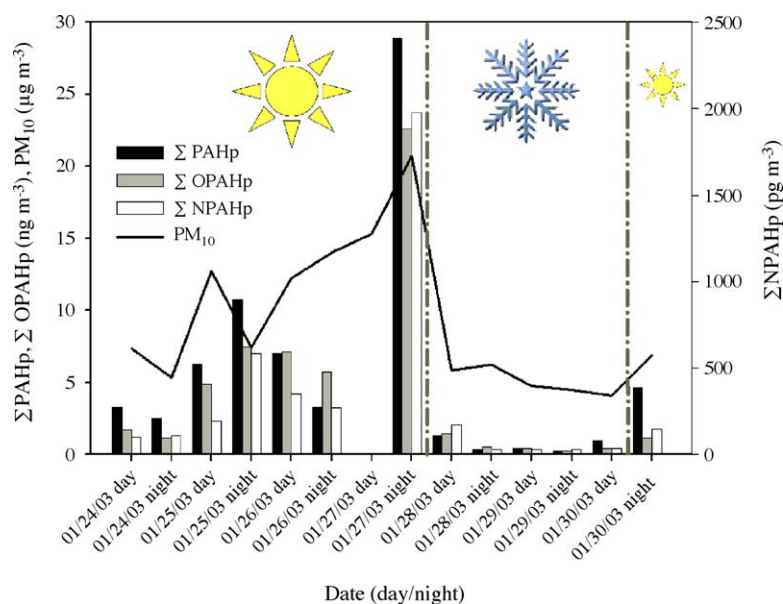 30
25
20
15
10
5
0
ΣPAHp, Σ OPAHp (ng m-3), PM10 (µg m-3)
Σ PAHp
Σ OPAHp
Σ NPAHp
PM10
2500
2000
1500
1000
500
0
ΣNPAHp (pg m-3)
01/24/03 day
01/24/03 night
01/25/03 day
01/25/03 night
01/26/03 day
01/26/03 night
01/27/03 day
01/27/03 night
01/28/03 day
01/28/03 night
01/29/03 day
01/29/03 night
01/30/03 day
01/30/03 night
Date (day/night)